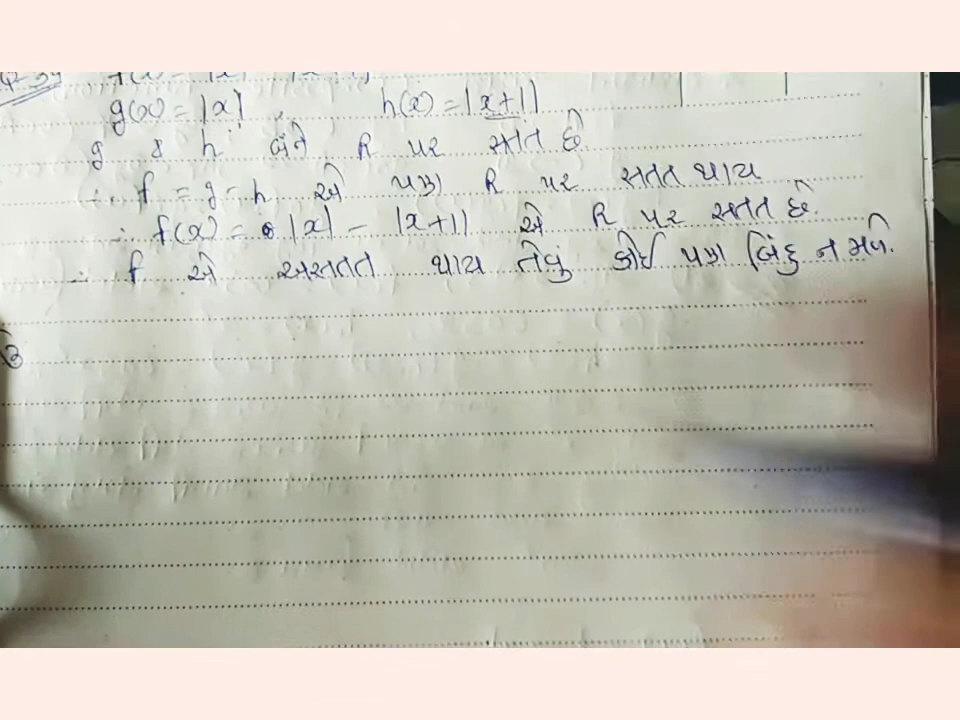 g(x) = |x| , h(x) = |x+1|
g & h બંને R પર સતત છે
∴ f = g - h એ પણ R પર સતત થાય
∴ f(x) = |x| - |x+1| એ R પર સતત છે.
∴ f એ અસતત થાય તેવું કોઈ પણ બિંદુ ન મળે.